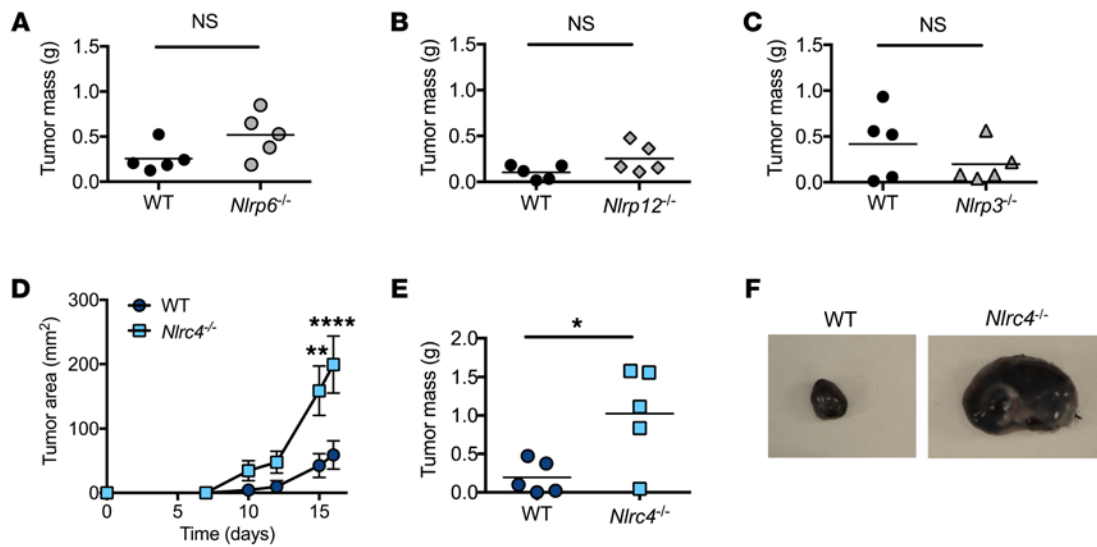 A
NS
Tumor mass (g)
1.5
1.0
0.5
0.0
WT
Nlrp6-/-
B
NS
Tumor mass (g)
1.5
1.0
0.5
0.0
WT
Nlrp12-/-
C
NS
Tumor mass (g)
1.5
1.0
0.5
0.0
WT
Nlrp3-/-
D
WT
Nlrc4-/-
****
**
Tumor area (mm²)
300
200
100
0
0
5
10
15
Time (days)
E
*
Tumor mass (g)
2.0
1.5
1.0
0.5
0.0
WT
Nlrc4-/-
F
WT
Nlrc4-/-